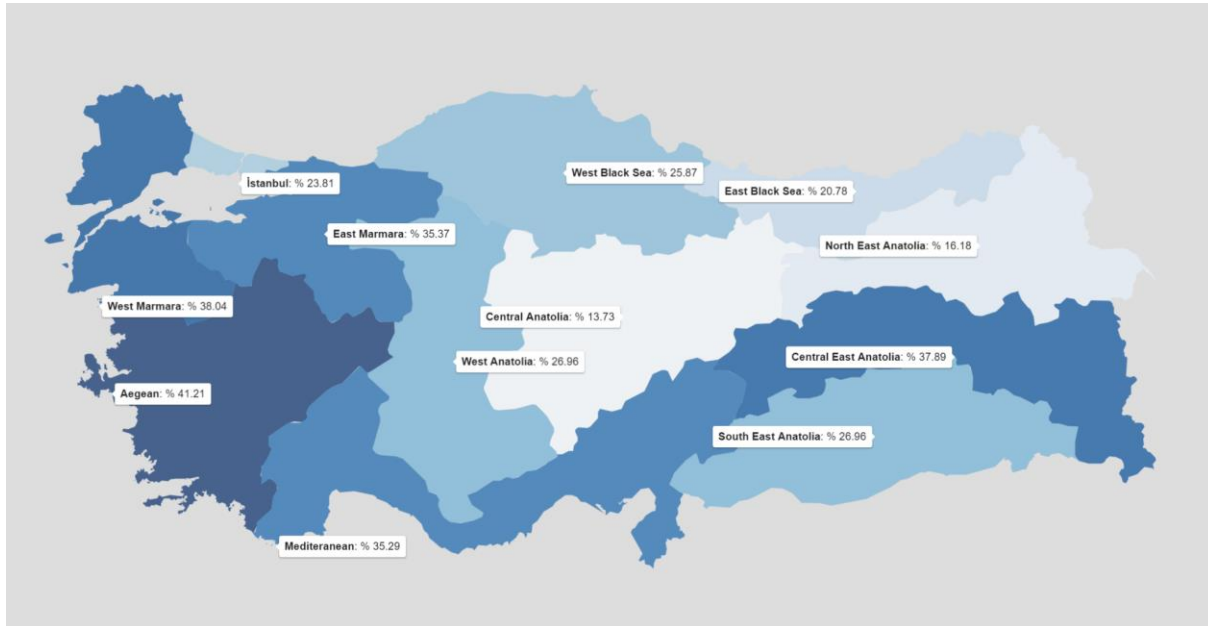 İstanbul: % 23.81
West Black Sea: % 25.87
East Black Sea: % 20.78
East Marmara: % 35.37
North East Anatolia: % 16.18
West Marmara: % 38.04
Central Anatolia: % 13.73
West Anatolia: % 26.96
Central East Anatolia: % 37.89
Aegean: % 41.21
South East Anatolia: % 26.96
Mediteranean: % 35.29